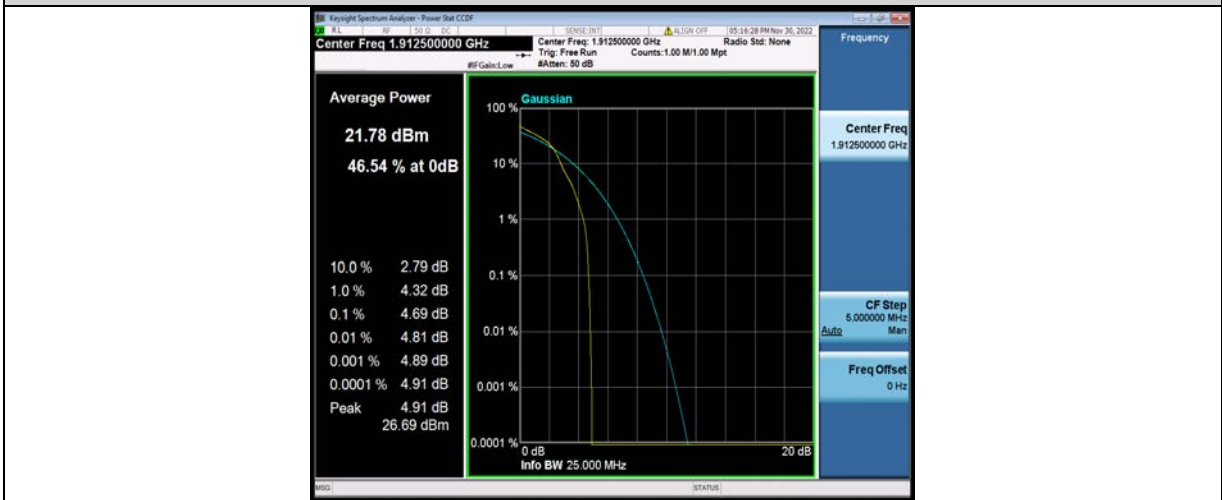 Keysight Spectrum Analyzer - Power Stat CCDF
RL RF 50 Ω DC SENSE:INT ALIGN OFF 05:16:28 PM Nov 30, 2022
Center Freq 1.912500000 GHz
Center Freq: 1.912500000 GHz Radio Std: None
Trig: Free Run Counts:1.00 M/1.00 Mpt
#IFGain:Low #Atten: 50 dB
Frequency
Average Power
21.78 dBm
46.54 % at 0dB
10.0 % 2.79 dB
1.0 % 4.32 dB
0.1 % 4.69 dB
0.01 % 4.81 dB
0.001 % 4.89 dB
0.0001 % 4.91 dB
Peak 4.91 dB
26.69 dBm
Gaussian
100 %
10 %
1 %
0.1 %
0.01 %
0.001 %
0.0001 %
0 dB 20 dB
Info BW 25.000 MHz
Center Freq
1.912500000 GHz
CF Step
5.000000 MHz
Auto Man
Freq Offset
0 Hz
MSG STATUS